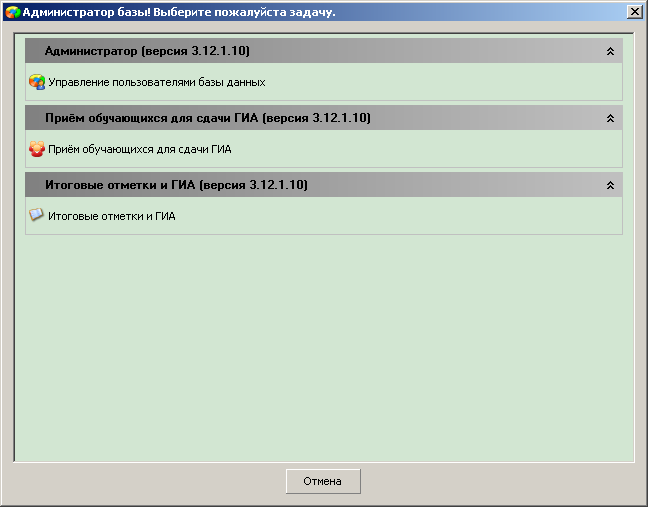 Администратор базы! Выберите пожалуйста задачу.
Администратор (версия 3.12.1.10)
Управление пользователями базы данных
Приём обучающихся для сдачи ГИА (версия 3.12.1.10)
Приём обучающихся для сдачи ГИА
Итоговые отметки и ГИА (версия 3.12.1.10)
Итоговые отметки и ГИА
Отмена